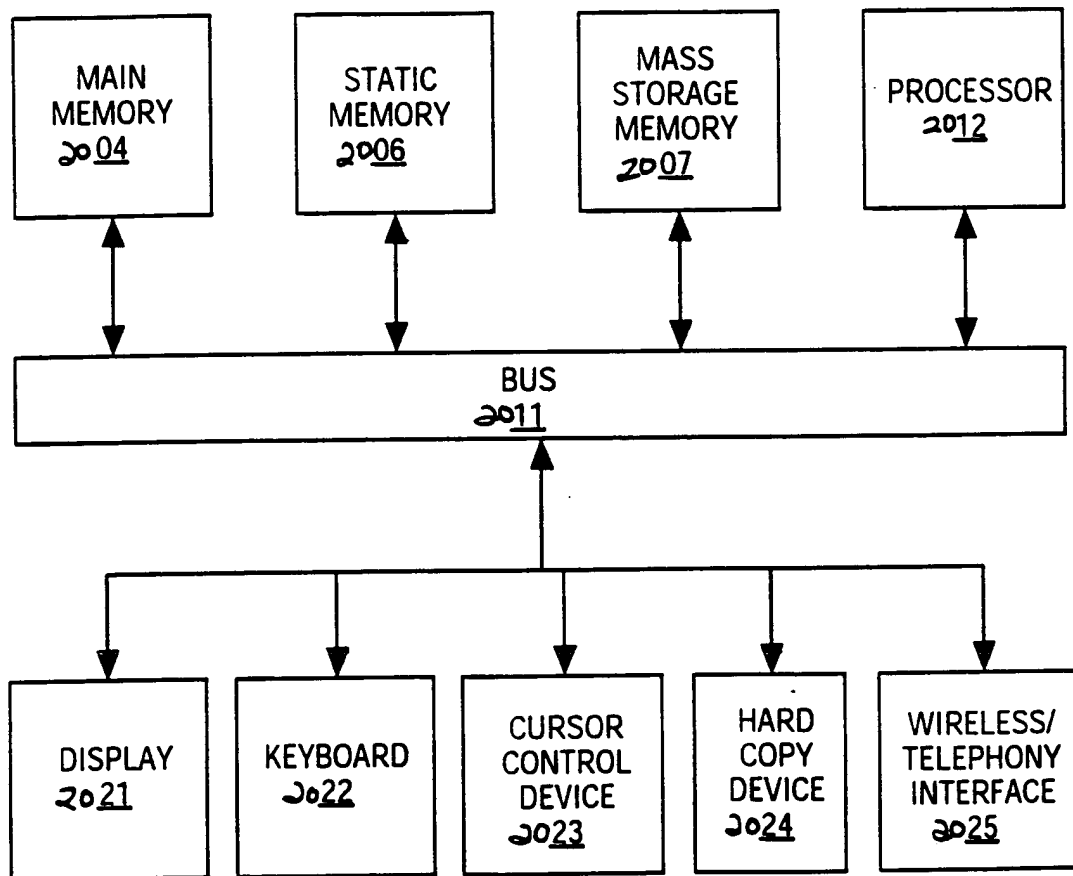 MAIN
MEMORY
2004
STATIC
MEMORY
2006
MASS
STORAGE
MEMORY
2007
PROCESSOR
2012
BUS
2011
DISPLAY
2021
KEYBOARD
2022
CURSOR
CONTROL
DEVICE
2023
HARD
COPY
DEVICE
2024
WIRELESS/
TELEPHONY
INTERFACE
2025